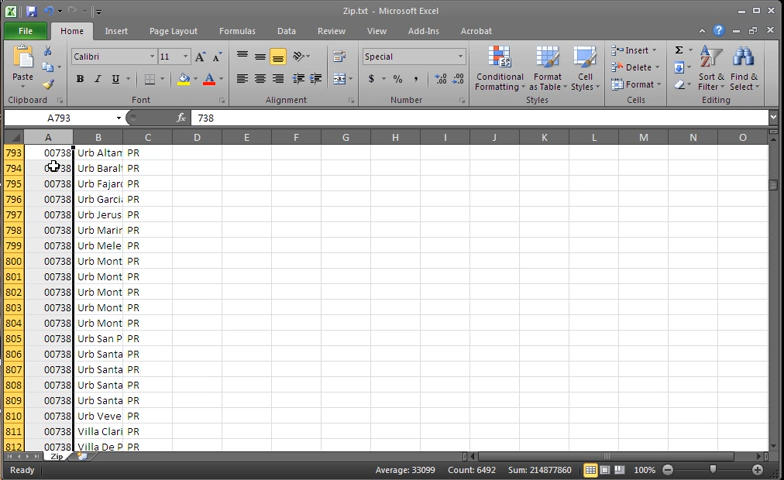 Zip.txt - Microsoft Excel
File Home Insert Page Layout Formulas Data Review View Add-Ins Acrobat
Paste
Clipboard
Calibri 11
B I U
Font
Alignment
Special
$ % ,
Number
Conditional Formatting
Format as Table
Cell Styles
Styles
Insert
Delete
Format
Cells
Sort & Filter
Find & Select
Editing
A793 fx 738
A B C D E F G H I J K L M N O
793 00738 Urb Altam PR
794 00738 Urb Baralt PR
795 00738 Urb Fajard PR
796 00738 Urb Garcia PR
797 00738 Urb Jerus PR
798 00738 Urb Marin PR
799 00738 Urb Mele PR
800 00738 Urb Mont PR
801 00738 Urb Mont PR
802 00738 Urb Mont PR
803 00738 Urb Mont PR
804 00738 Urb Mont PR
805 00738 Urb San P PR
806 00738 Urb Santa PR
807 00738 Urb Santa PR
808 00738 Urb Santa PR
809 00738 Urb Santa PR
810 00738 Urb Veve PR
811 00738 Villa Clari PR
812 00738 Villa De P PR
Zip
Ready Average: 33099 Count: 6492 Sum: 214877860 100%